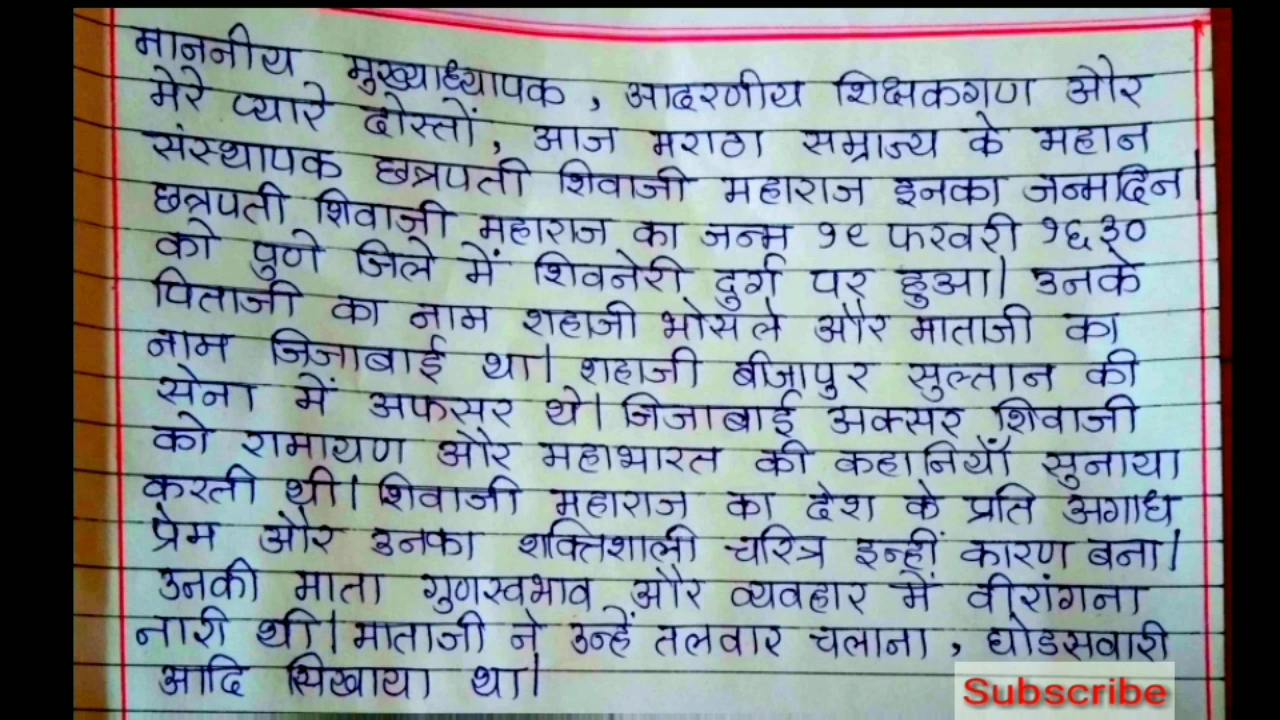 माननीय मुख्याध्यापक, आदरणीय शिक्षकगण और
मेरे प्यारे दोस्तों, आज मराठा सम्राज्य के महान
संस्थापक छत्रपती शिवाजी महाराज इनका जन्मदिन।
छत्रपती शिवाजी महाराज का जन्म १९ फरवरी १६३०
को पुणे जिले में शिवनेरी दुर्ग पर हुआ। उनके
पिताजी का नाम शहाजी भोसले और माताजी का
नाम जिजाबाई था। शहाजी बीजापुर सुल्तान की
सेना में अफसर थे। जिजाबाई अक्सर शिवाजी
को रामायण और महाभारत की कहानियाँ सुनाया
करती थी। शिवाजी महाराज का देश के प्रति अगाध
प्रेम और उनका शक्तिशाली चरित्र इन्हीं कारण बना।
उनकी माता गुणस्वभाव और व्यवहार में वीरांगना
नारी थी। माताजी ने उन्हें तलवार चलाना, घोडसवारी
आदि सिखाया था।
Subscribe